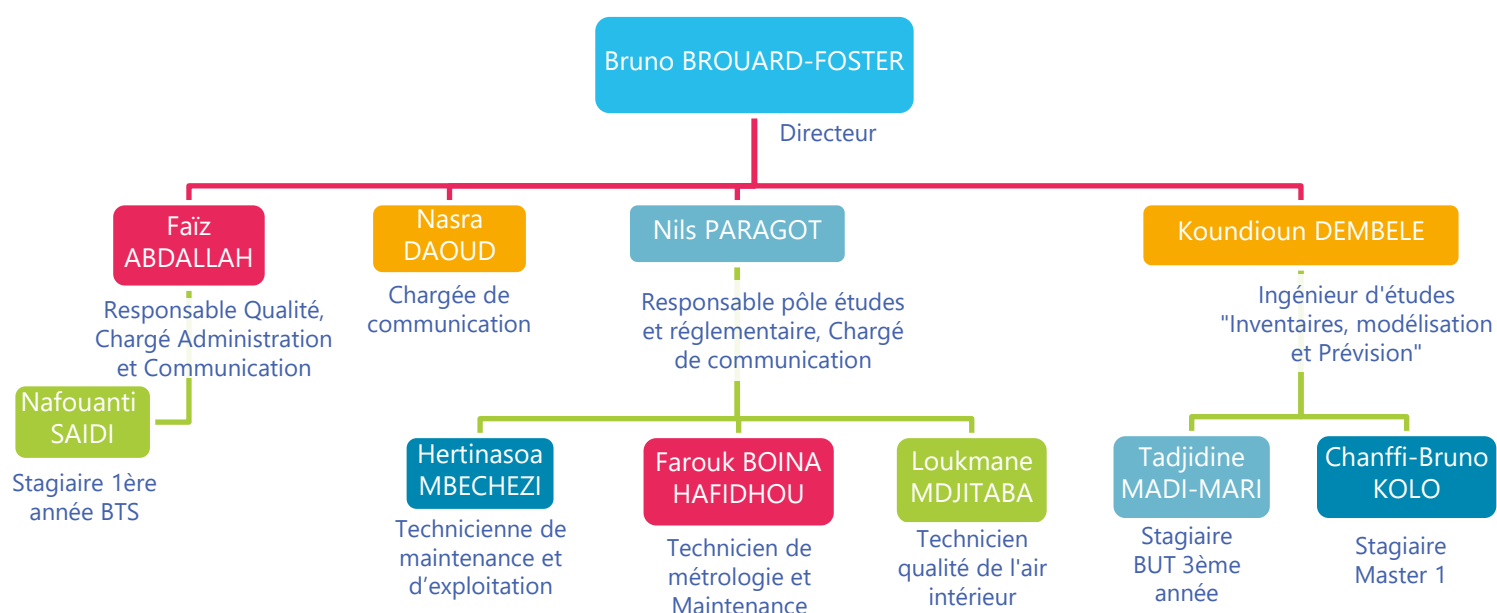 Bruno BROUARD-FOSTER
Directeur
Faïz
ABDALLAH
Responsable Qualité,
Chargé Administration
et Communication
Nafouanti
SAIDI
Stagiaire 1ère
année BTS
Nasra
DAOUD
Chargée de
communication
Nils PARAGOT
Responsable pôle études
et réglementaire, Chargé
de communication
Hertinasoa
MBECHEZI
Technicienne de
maintenance et
d’exploitation
Farouk BOINA
HAFIDHOU
Technicien de
métrologie et
Maintenance
Loukmane
MDJITABA
Technicien
qualité de l'air
intérieur
Koundioun DEMBELE
Ingénieur d'études
"Inventaires, modélisation
et Prévision"
Tadjidine
MADI-MARI
Stagiaire
BUT 3ème
année
Chanffi-Bruno
KOLO
Stagiaire
Master 1